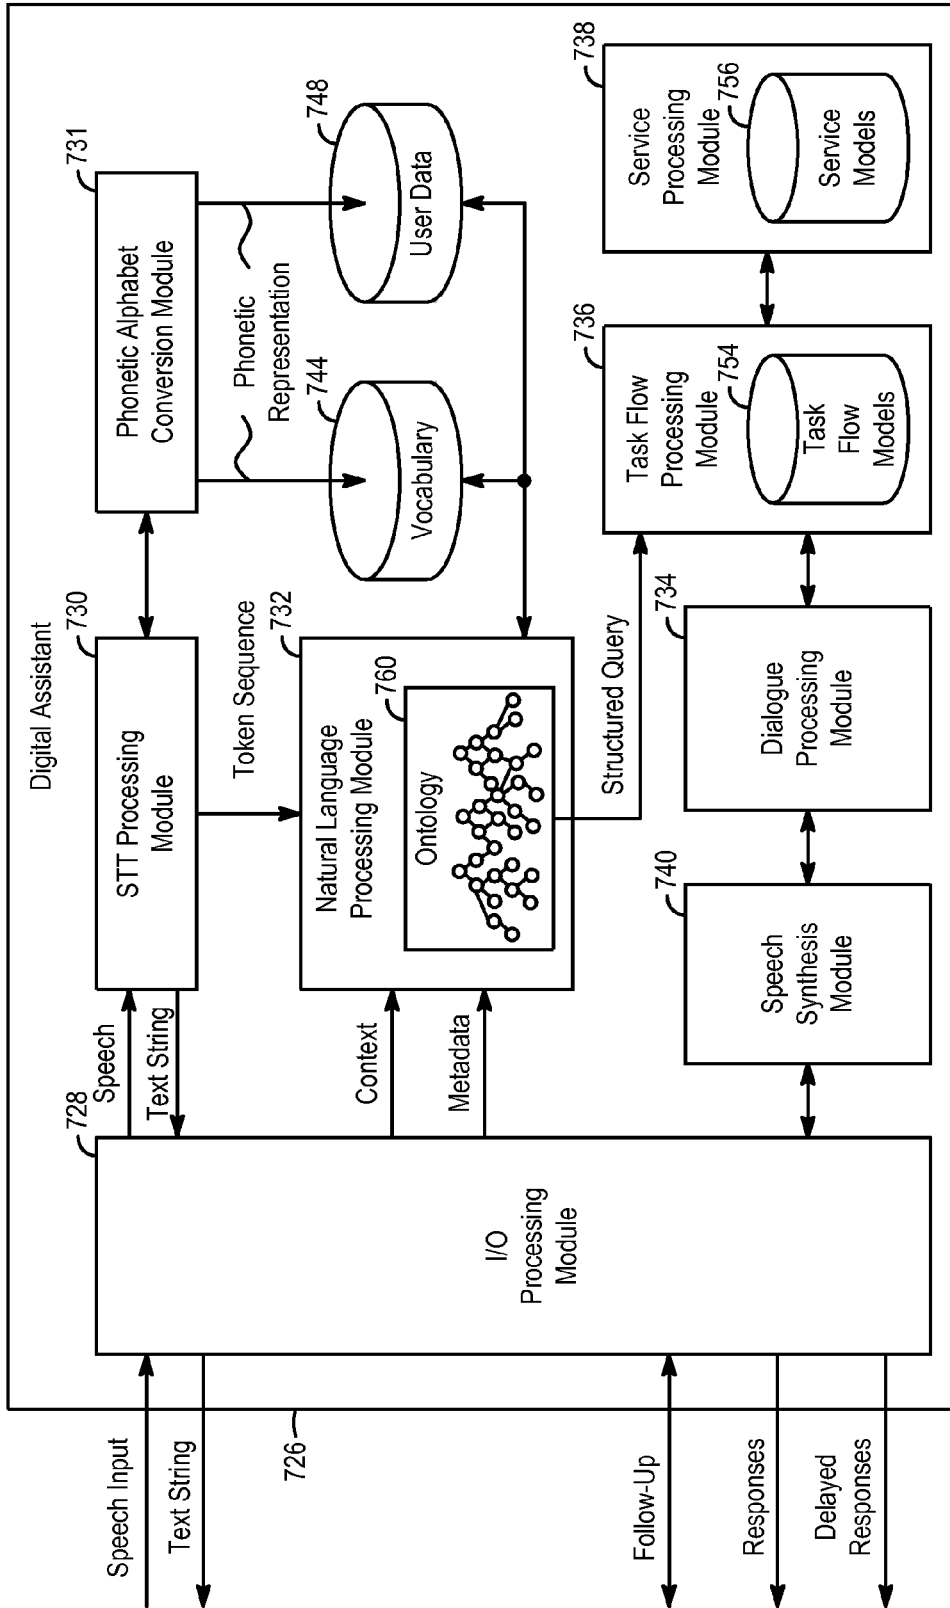 Digital Assistant
Speech Input
Text String
726
Follow-Up
Responses
Delayed
Responses
728
I/O
Processing
Module
Speech
Text String
Context
Metadata
730
STT Processing
Module
731
Phonetic Alphabet
Conversion Module
Phonetic
Representation
Token Sequence
732
Natural Language
Processing Module
760
Ontology
744
Vocabulary
748
User Data
Structured Query
740
Speech
Synthesis
Module
734
Dialogue
Processing
Module
736
Task Flow
Processing
Module
754
Task
Flow
Models
738
Service
Processing
Module
756
Service
Models